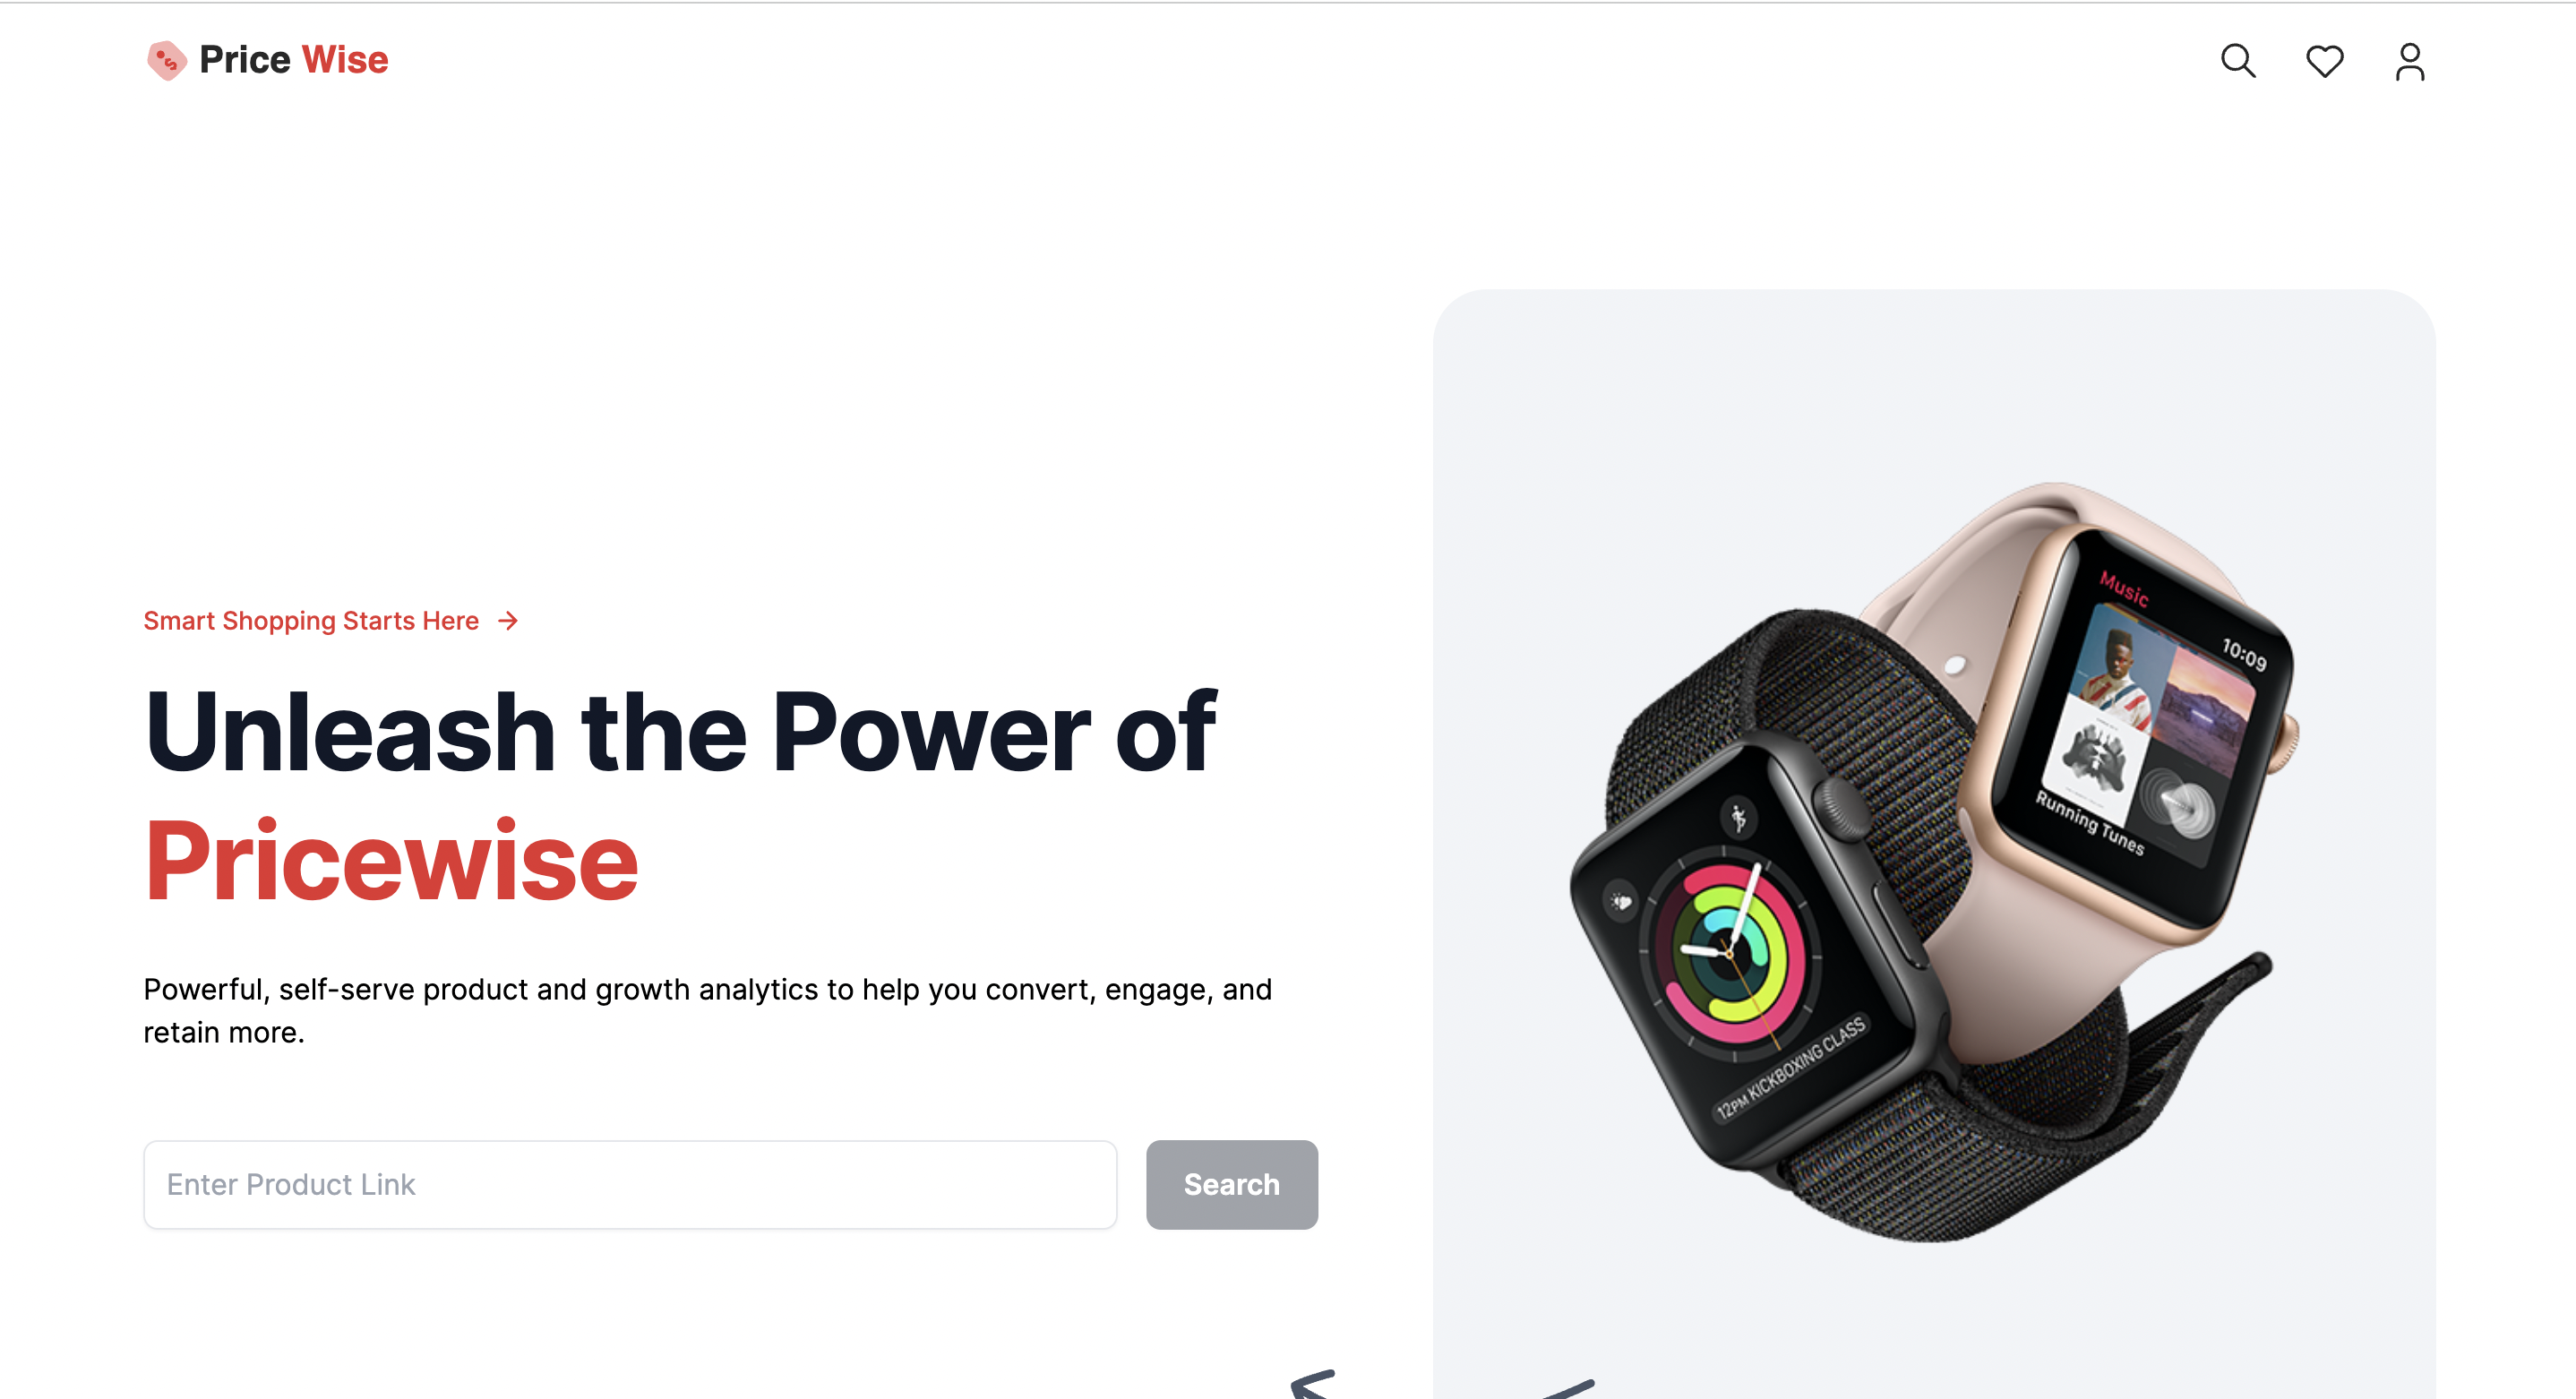 Price Wise
Smart Shopping Starts Here
Unleash the Power of
Pricewise
Powerful, self-serve product and growth analytics to help you convert, engage, and
retain more.
Enter Product Link
Search
Music
10:09
Running Tunes
12PM KICKBOXING CLASS